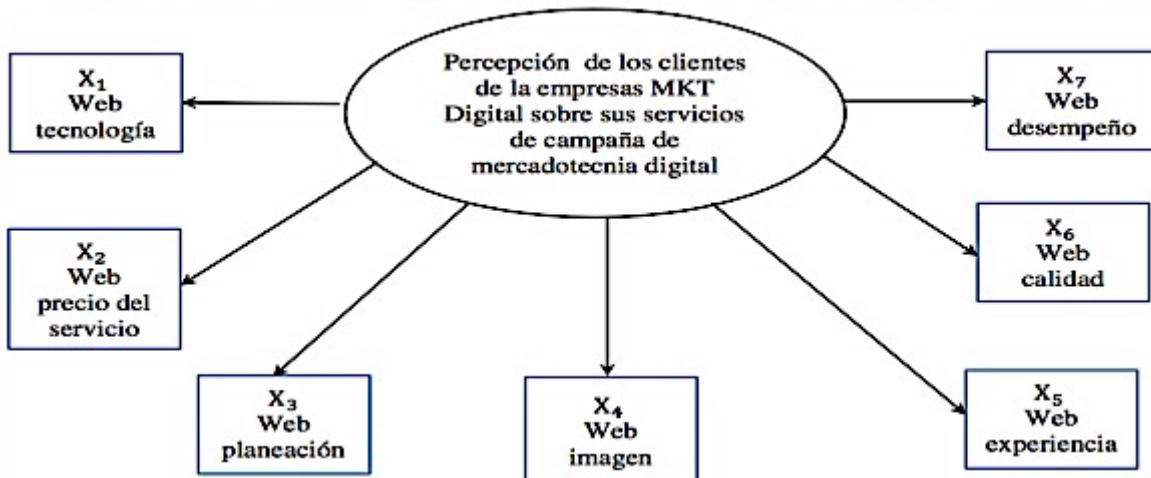 Percepción de los clientes
de la empresas MKT
Digital sobre sus servicios
de campaña de
mercadotecnia digital
X₁
Web
tecnología
X₂
Web
precio del
servicio
X₃
Web
planeación
X₄
Web
imagen
X₅
Web
experiencia
X₆
Web
calidad
X₇
Web
desempeño